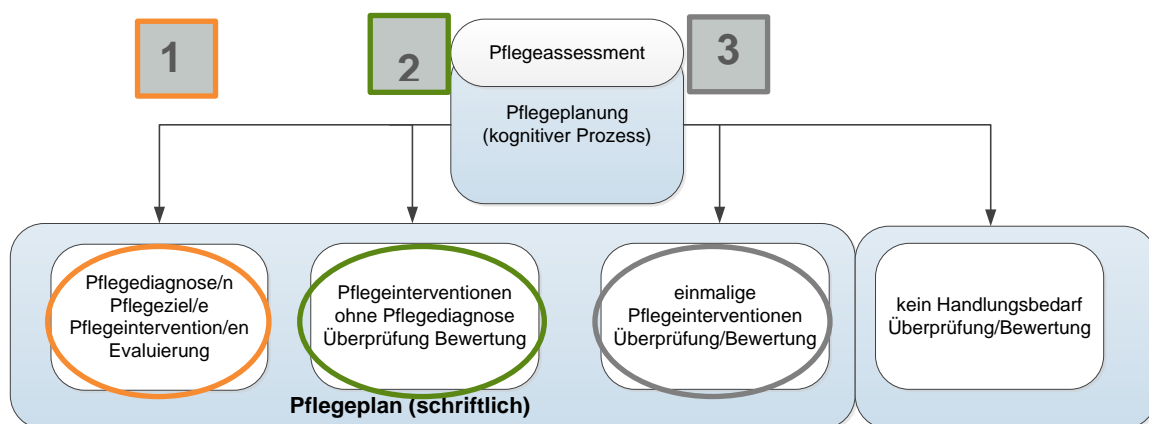 1
2
3
Pflegeassessment
Pflegeplanung
(kognitiver Prozess)
Pflegediagnose/n
Pflegeziel/e
Pflegeintervention/en
Evaluierung
Pflegeinterventionen
ohne Pflegediagnose
Überprüfung Bewertung
einmalige
Pflegeinterventionen
Überprüfung/Bewertung
kein Handlungsbedarf
Überprüfung/Bewertung
Pflegeplan (schriftlich)